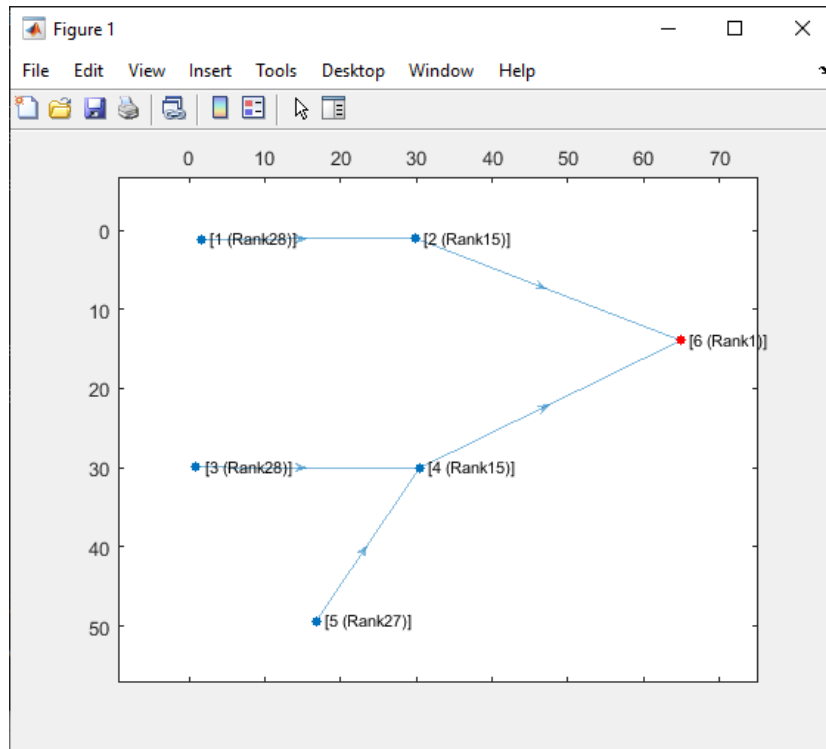 Figure 1
File Edit View Insert Tools Desktop Window Help
0 10 20 30 40 50 60 70
0
[1 (Rank28)] [2 (Rank15)]
10
[6 (Rank1)]
20
30
[3 (Rank28)] [4 (Rank15)]
40
50
[5 (Rank27)]